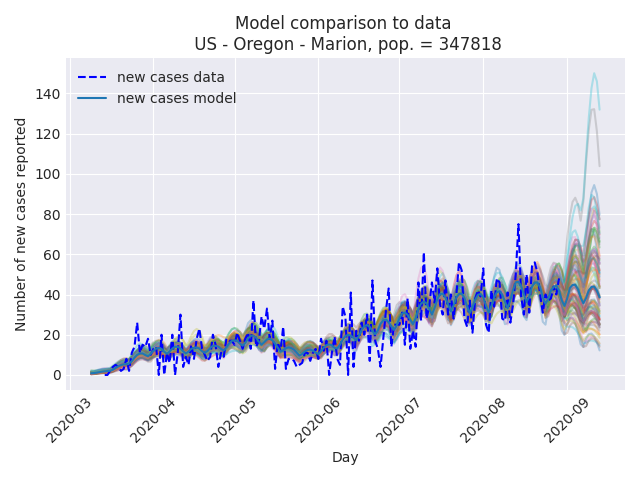 Model comparison to data
US - Oregon - Marion, pop. = 347818
new cases data
new cases model
Number of new cases reported
140
120
100
80
60
40
20
0
2020-03
2020-04
2020-05
2020-06
2020-07
2020-08
2020-09
Day